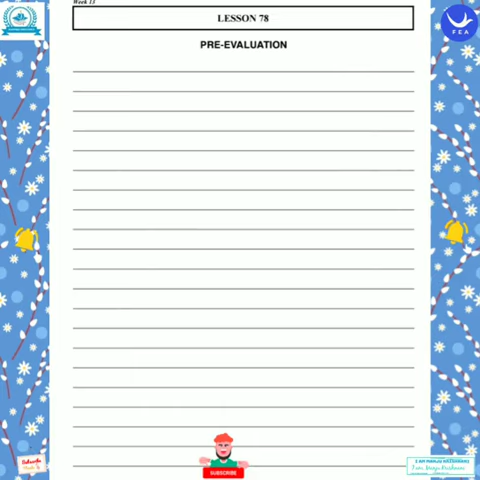 Week 13
LESSON 78
PRE-EVALUATION
FEA
SUBSCRIBE